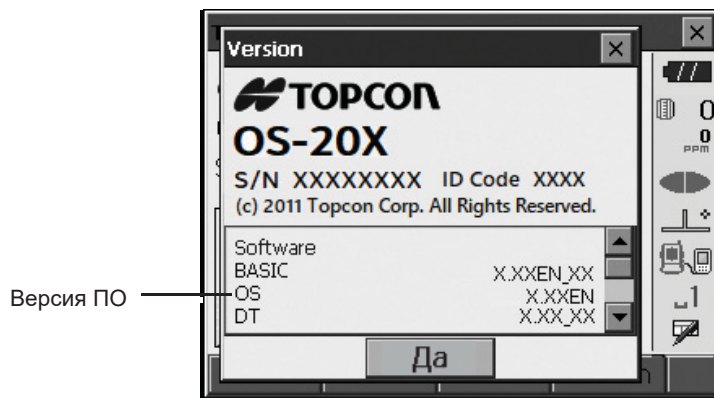 Version
TOPCON
OS-20X
S/N XXXXXXXX ID Code XXXX
(c) 2011 Topcon Corp. All Rights Reserved.
Software
BASIC X.XXEN_XX
Версия ПО
OS X.XXEN
DT X.XX_XX
Да
0
0
PPM
1